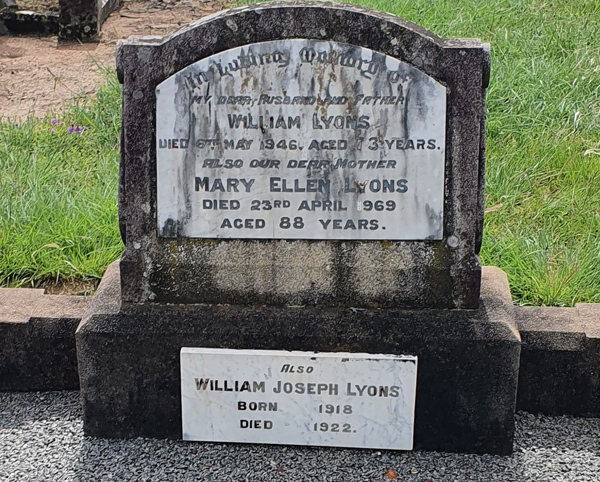 In Loving Memory of
MY DEAR HUSBAND AND FATHER
WILLIAM LYONS
DIED 6TH MAY 1946. AGED 73 YEARS.
ALSO OUR DEAR MOTHER
MARY ELLEN LYONS
DIED 23RD APRIL 1969
AGED 88 YEARS.
ALSO
WILLIAM JOSEPH LYONS
BORN 1918
DIED 1922.